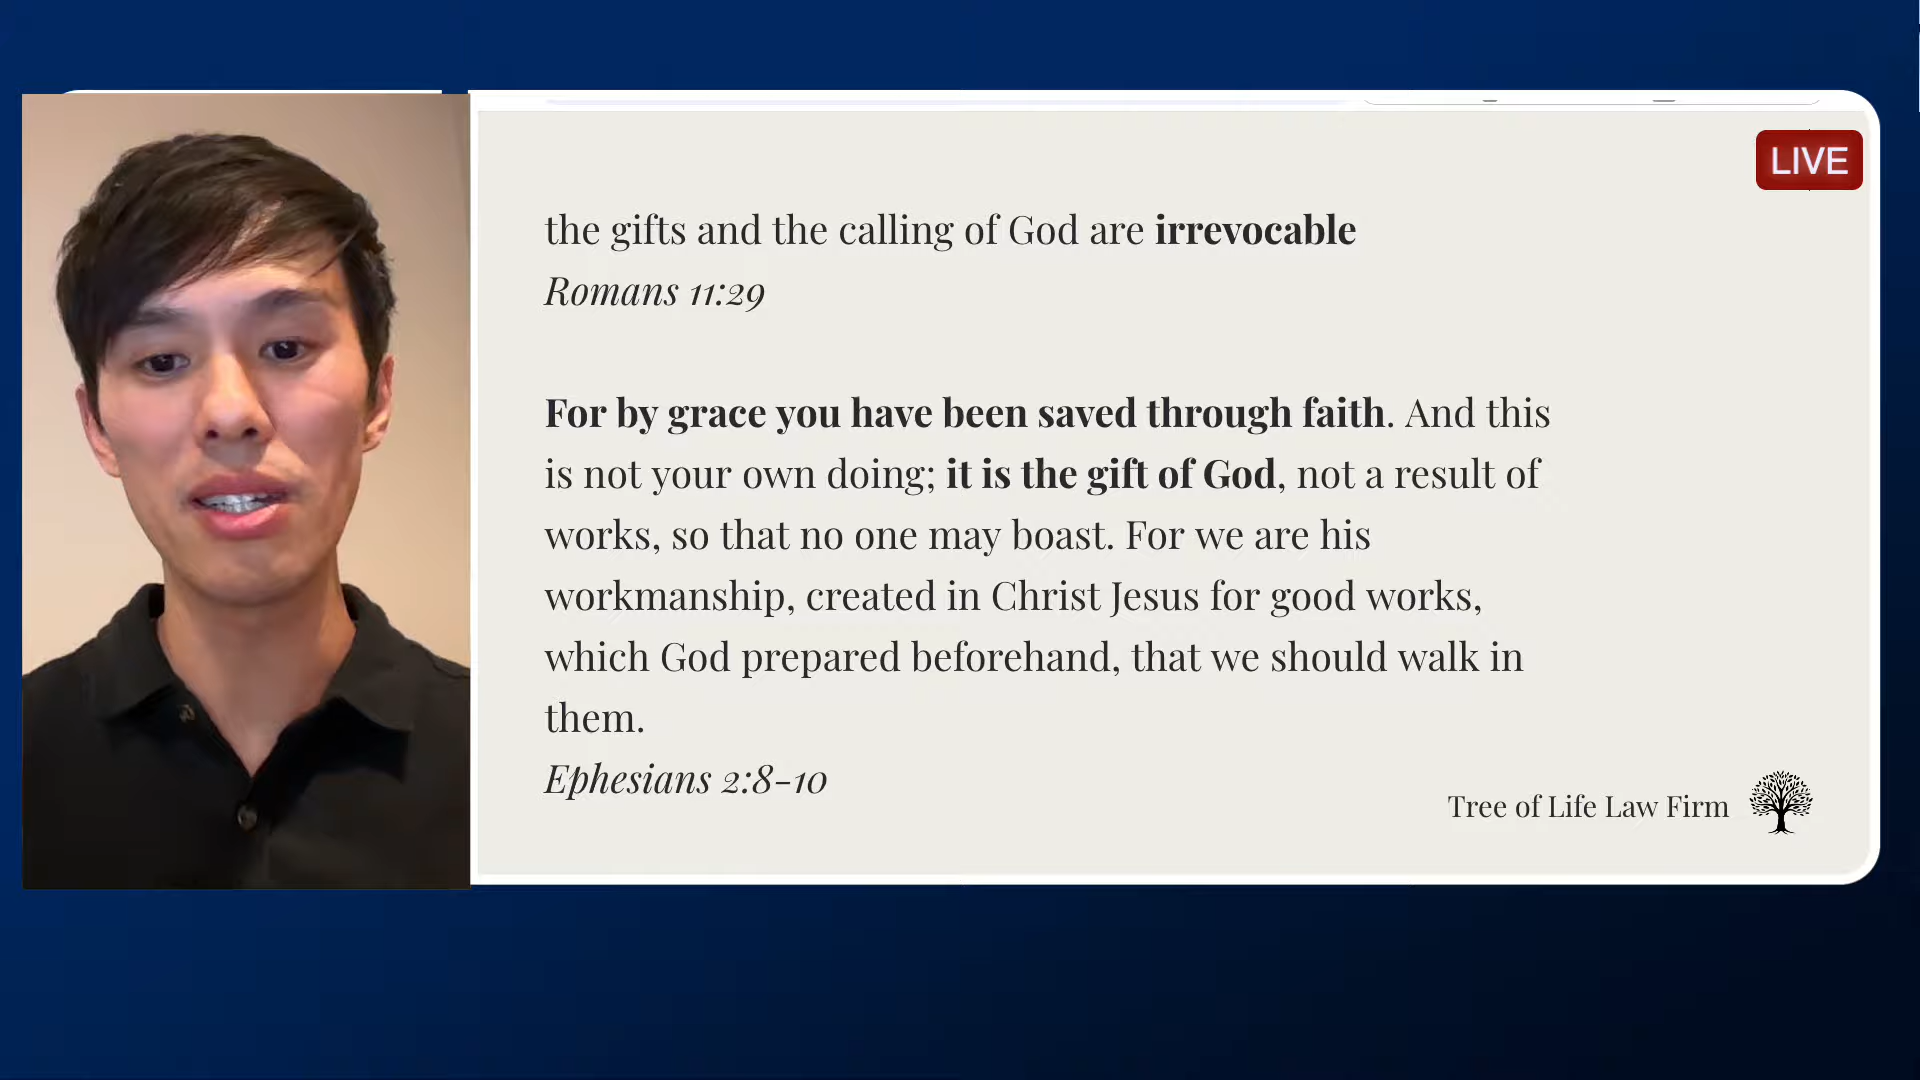 LIVE
the gifts and the calling of God are irrevocable
Romans 11:29
For by grace you have been saved through faith. And this
is not your own doing; it is the gift of God, not a result of
works, so that no one may boast. For we are his
workmanship, created in Christ Jesus for good works,
which God prepared beforehand, that we should walk in
them.
Ephesians 2:8-10
Tree of Life Law Firm